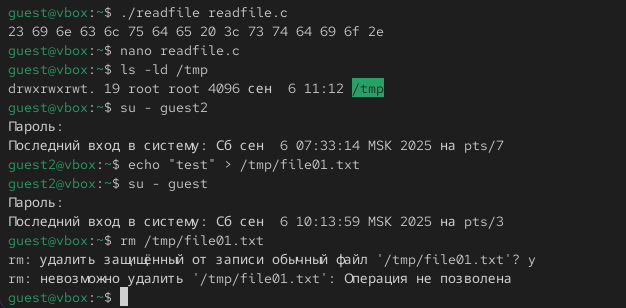 guest@vbox:~$ ./readfile readfile.c
23 69 6e 63 6c 75 64 65 20 3c 73 74 64 69 6f 2e
guest@vbox:~$ nano readfile.c
guest@vbox:~$ ls -ld /tmp
drwxrwxrwt. 19 root root 4096 сен  6 11:12 /tmp
guest@vbox:~$ su - guest2
Пароль:
Последний вход в систему: Сб сен  6 07:33:14 MSK 2025 на pts/7
guest2@vbox:~$ echo "test" > /tmp/file01.txt
guest2@vbox:~$ su - guest
Пароль:
Последний вход в систему: Сб сен  6 10:13:59 MSK 2025 на pts/3
guest@vbox:~$ rm /tmp/file01.txt
rm: удалить защищённый от записи обычный файл '/tmp/file01.txt'? y
rm: невозможно удалить '/tmp/file01.txt': Операция не позволена
guest@vbox:~$